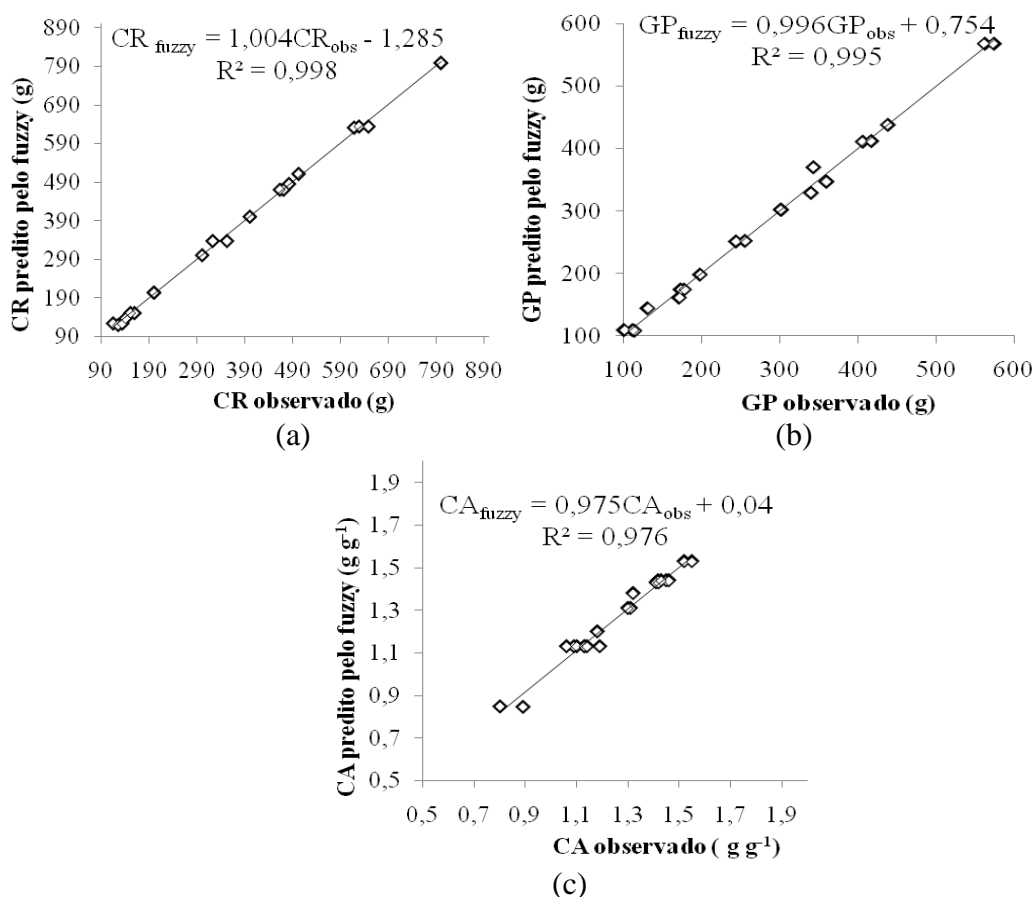 CR fuzzy = 1,004CRobs - 1,285
R² = 0,998
CR predito pelo fuzzy (g)
890
790
690
590
490
390
290
190
90
90 190 290 390 490 590 690 790 890
CR observado (g)
(a)
GPfuzzy = 0,996GPobs + 0,754
R² = 0,995
GP predito pelo fuzzy (g)
600
500
400
300
200
100
100 200 300 400 500 600
GP observado (g)
(b)
CAfuzzy = 0,975CAobs + 0,04
R² = 0,976
CA predito pelo fuzzy (g g⁻¹)
1,9
1,7
1,5
1,3
1,1
0,9
0,7
0,5
0,5 0,7 0,9 1,1 1,3 1,5 1,7 1,9
CA observado ( g g⁻¹)
(c)